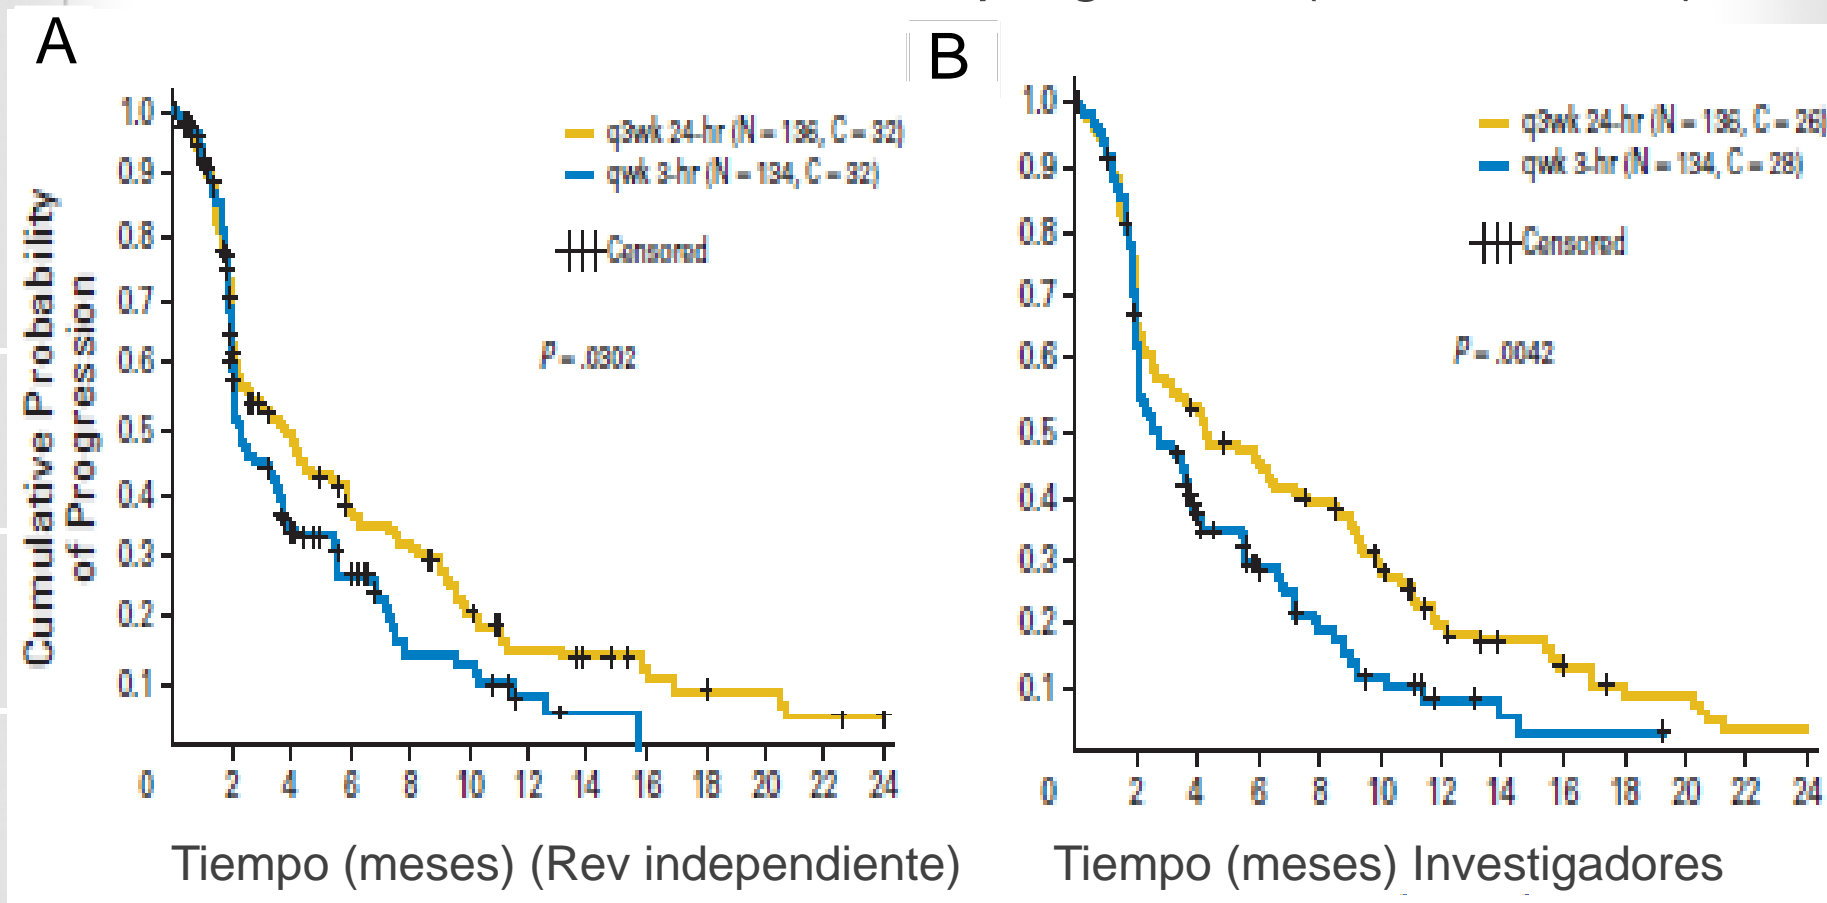 A
1.0
0.9
0.8
0.7
0.6
0.5
0.4
0.3
0.2
0.1
Cumulative Probability
of Progression
q3wk 24-hr (N = 136, C = 32)
qwk 3-hr (N = 134, C = 32)
Censored
P = .0302
0 2 4 6 8 10 12 14 16 18 20 22 24
Tiempo (meses) (Rev independiente)
B
1.0
0.9
0.8
0.7
0.6
0.5
0.4
0.3
0.2
0.1
q3wk 24-hr (N = 136, C = 26)
qwk 3-hr (N = 134, C = 28)
Censored
P = .0042
0 2 4 6 8 10 12 14 16 18 20 22 24
Tiempo (meses) Investigadores